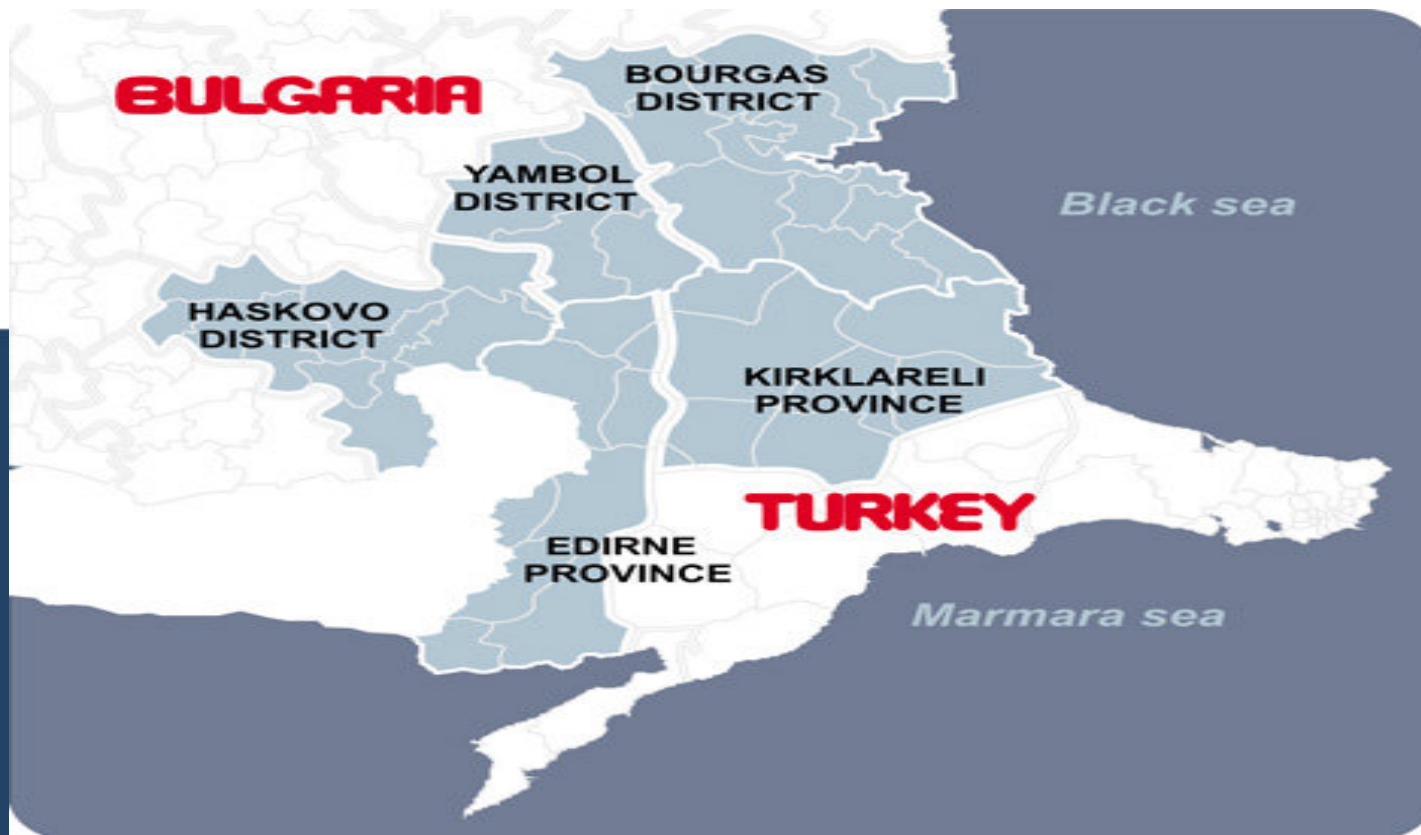 BULGARIA
BOURGAS
DISTRICT
YAMBOL
DISTRICT
Black sea
HASKOVO
DISTRICT
KIRKLARELI
PROVINCE
TURKEY
EDIRNE
PROVINCE
Marmara sea